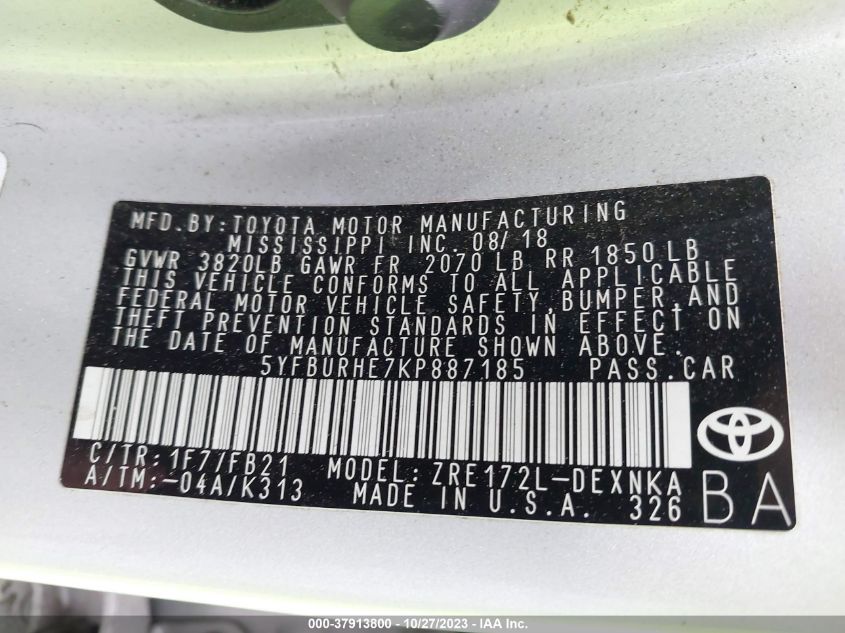 MFD.BY:TOYOTA MOTOR MANUFACTURING
MISSISSIPPI INC. 08/18
GVWR 3820LB GAWR FR 2070 LB RR 1850 LB
THIS VEHICLE CONFORMS TO ALL APPLICABLE
FEDERAL MOTOR VEHICLE SAFETY,BUMPER,AND
THEFT PREVENTION STANDARDS IN EFFECT ON
THE DATE OF MANUFACTURE SHOWN ABOVE.
5YFBURHE7KP887185 PASS.CAR
C/TR:1F7/FB21 MODEL:ZRE172L-DEXNKA
A/TM:-04A/K313 MADE IN U.S.A. 326
BA
000-37913800 - 10/27/2023 - IAA Inc.